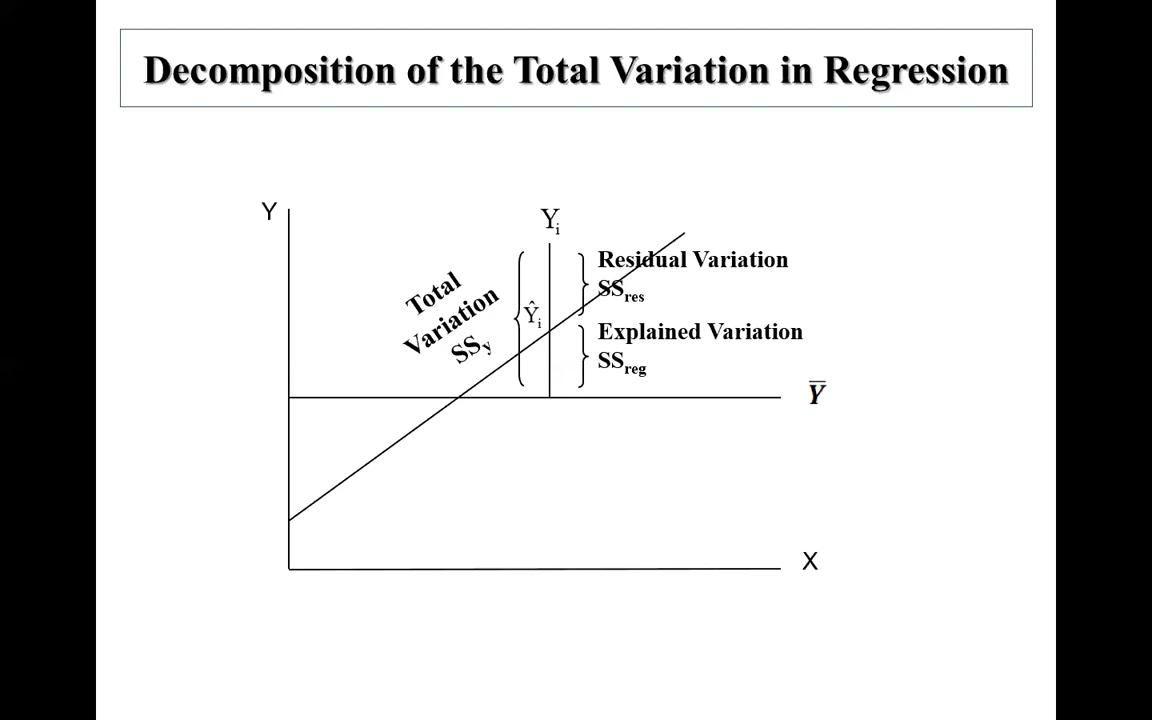 Decomposition of the Total Variation in Regression
Y
Yᵢ
Total
Variation
SSy
Ŷᵢ
Residual Variation
SSres
Explained Variation
SSreg
Y̅
X